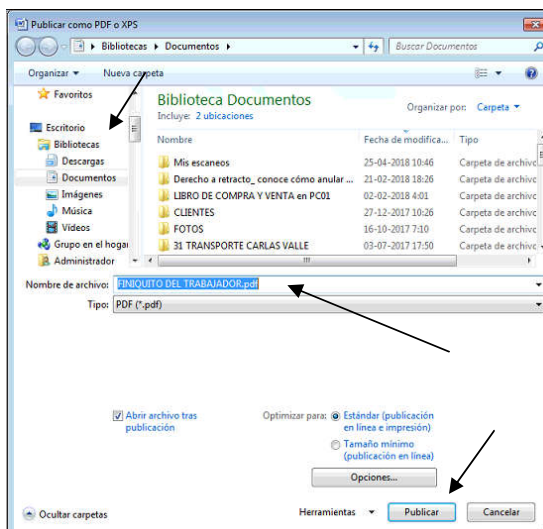 Publicar como PDF o XPS
Bibliotecas Documentos
Buscar Documentos
Organizar Nueva carpeta
Favoritos
Escritorio
Bibliotecas
Descargas
Documentos
Imágenes
Música
Vídeos
Grupo en el hogar
Administrador
Biblioteca Documentos
Incluye: 2 ubicaciones
Organizar por: Carpeta
Nombre Fecha de modifica... Tipo
Mis escaneos 25-04-2018 10:46 Carpeta de archivo
Derecho a retracto_ conoce cómo anular ... 21-02-2018 18:26 Carpeta de archivo
LIBRO DE COMPRA Y VENTA en PC01 02-02-2018 4:01 Carpeta de archivo
CLIENTES 27-12-2017 10:26 Carpeta de archivo
FOTOS 16-10-2017 7:10 Carpeta de archivo
31 TRANSPORTE CARLAS VALLE 03-07-2017 17:50 Carpeta de archivo
Nombre de archivo: FINIQUITO DEL TRABAJADOR.pdf
Tipo: PDF (*.pdf)
Abrir archivo tras
publicación
Optimizar para: Estándar (publicación
en línea e impresión)
Tamaño mínimo
(publicación en línea)
Opciones...
Ocultar carpetas Herramientas Publicar Cancelar